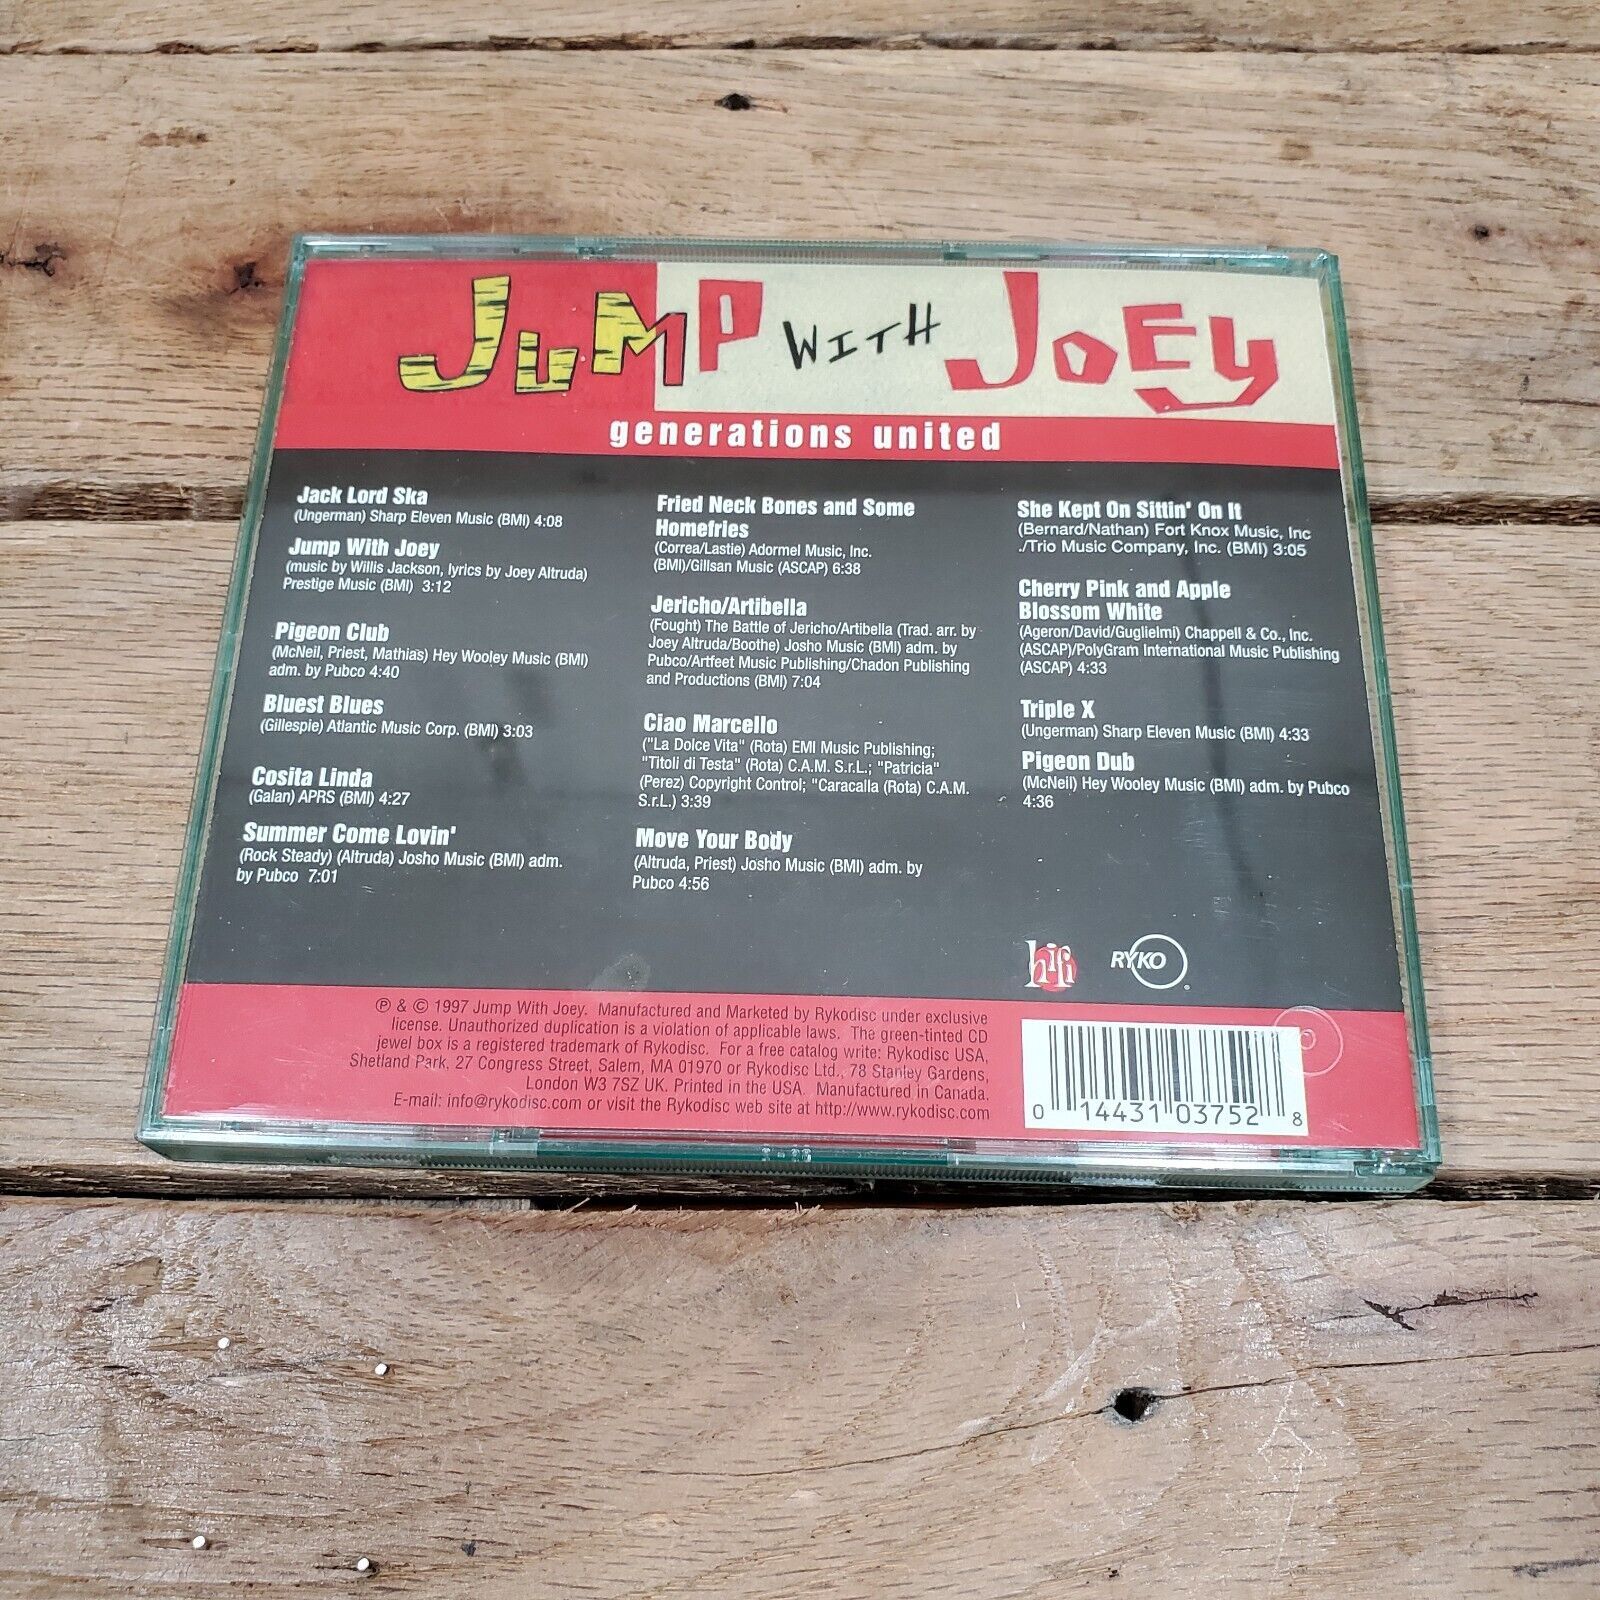 JUMP WITH JOEY
generations united
Jack Lord Ska
(Ungerman) Sharp Eleven Music (BMI) 4:08
Jump With Joey
(music by Willis Jackson, lyrics by Joey Altruda)
Prestige Music (BMI) 3:12
Pigeon Club
(McNeil, Priest, Mathias) Hey Wooley Music (BMI)
adm. by Pubco 4:40
Bluest Blues
(Gillespie) Atlantic Music Corp. (BMI) 3:03
Cosita Linda
(Galan) APRS (BMI) 4:27
Summer Come Lovin'
(Rock Steady) (Altruda) Josho Music (BMI) adm.
by Pubco 7:01
Fried Neck Bones and Some
Homefries
(Correa/Lastie) Adormel Music, Inc.
(BMI)/Gillsan Music (ASCAP) 6:38
Jericho/Artibella
(Fought) The Battle of Jericho/Artibella (Trad. arr. by
Joey Altruda/Boothe) Josho Music (BMI) adm. by
Pubco/Artfeet Music Publishing/Chadon Publishing
and Productions (BMI) 7:04
Ciao Marcello
("La Dolce Vita" (Rota) EMI Music Publishing;
"Titoli di Testa" (Rota) C.A.M. S.r.L.; "Patricia"
(Perez) Copyright Control; "Caracalla (Rota) C.A.M.
S.r.L.) 3:39
Move Your Body
(Altruda, Priest) Josho Music (BMI) adm. by
Pubco 4:56
She Kept On Sittin' On It
(Bernard/Nathan) Fort Knox Music, Inc
./Trio Music Company, Inc. (BMI) 3:05
Cherry Pink and Apple
Blossom White
(Ageron/David/Guglielmi) Chappell & Co., Inc.
(ASCAP)/PolyGram International Music Publishing
(ASCAP) 4:33
Triple X
(Ungerman) Sharp Eleven Music (BMI) 4:33
Pigeon Dub
(McNeil) Hey Wooley Music (BMI) adm. by Pubco
4:36
hifi
RYKO
℗ & © 1997 Jump With Joey. Manufactured and Marketed by Rykodisc under exclusive
license. Unauthorized duplication is a violation of applicable laws. The green-tinted CD
jewel box is a registered trademark of Rykodisc. For a free catalog write: Rykodisc USA,
Shetland Park, 27 Congress Street, Salem, MA 01970 or Rykodisc Ltd., 78 Stanley Gardens,
London W3 7SZ UK. Printed in the USA. Manufactured in Canada.
E-mail: info@rykodisc.com or visit the Rykodisc web site at http://www.rykodisc.com
0 14431 03752 8